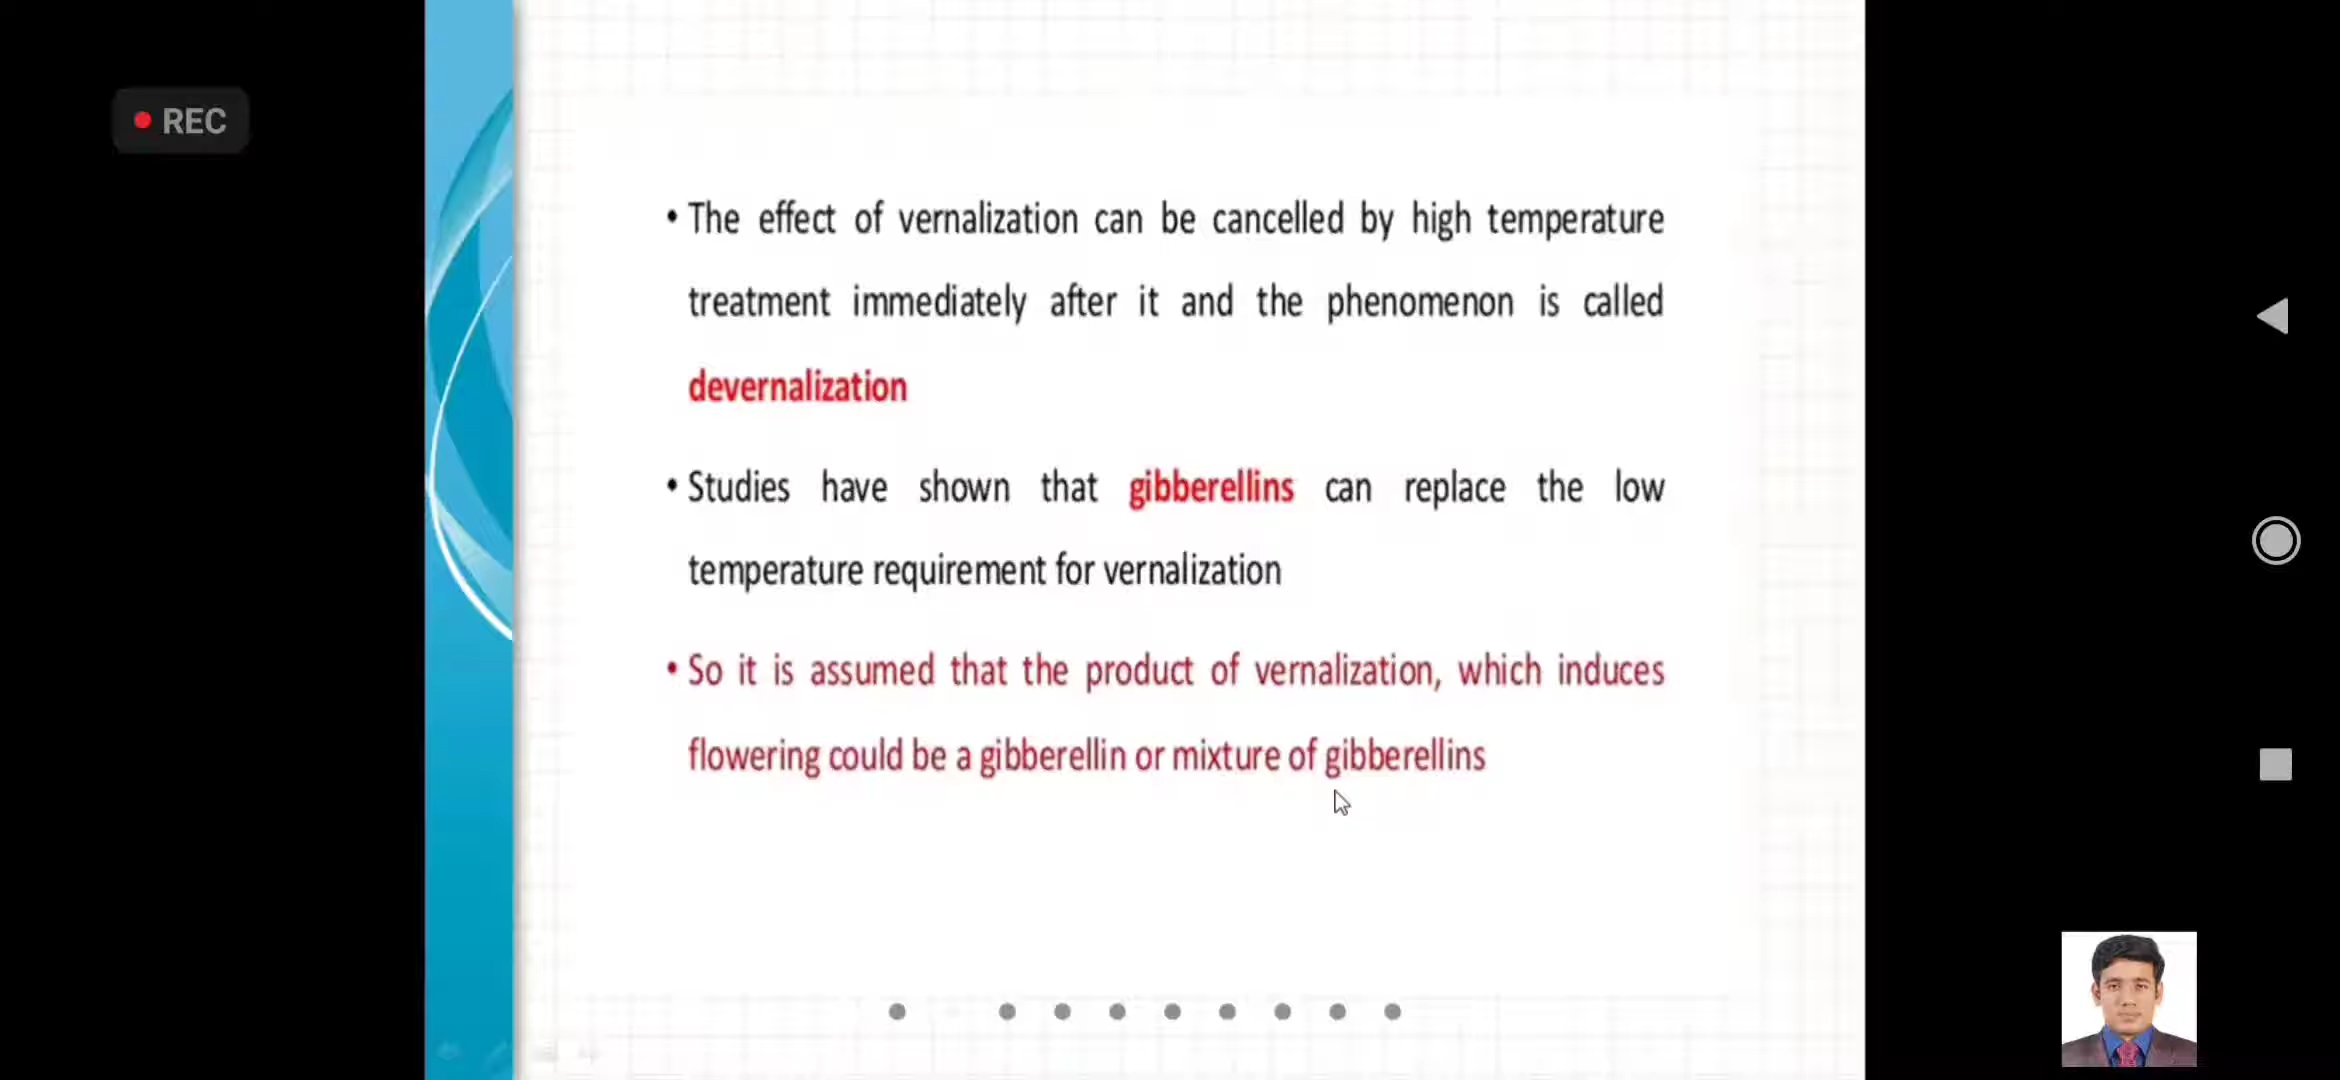 REC
• The effect of vernalization can be cancelled by high temperature
treatment immediately after it and the phenomenon is called
devernalization
• Studies have shown that gibberellins can replace the low
temperature requirement for vernalization
• So it is assumed that the product of vernalization, which induces
flowering could be a gibberellin or mixture of gibberellins